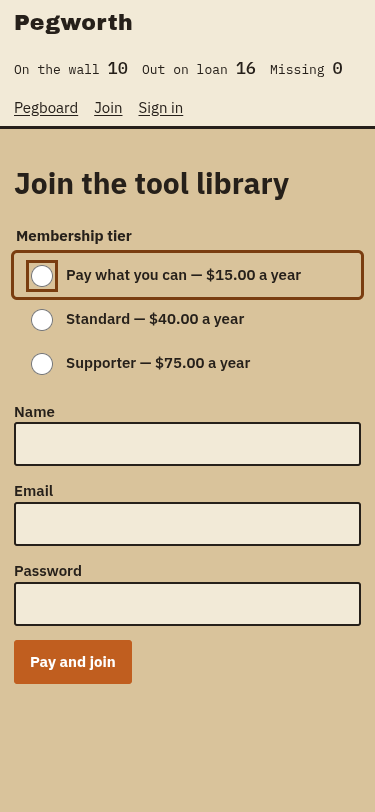 Pegworth
On the wall 10 Out on loan 16 Missing 0
Pegboard Join Sign in
Join the tool library
Membership tier
Pay what you can — $15.00 a year
Standard — $40.00 a year
Supporter — $75.00 a year
Name
Email
Password
Pay and join